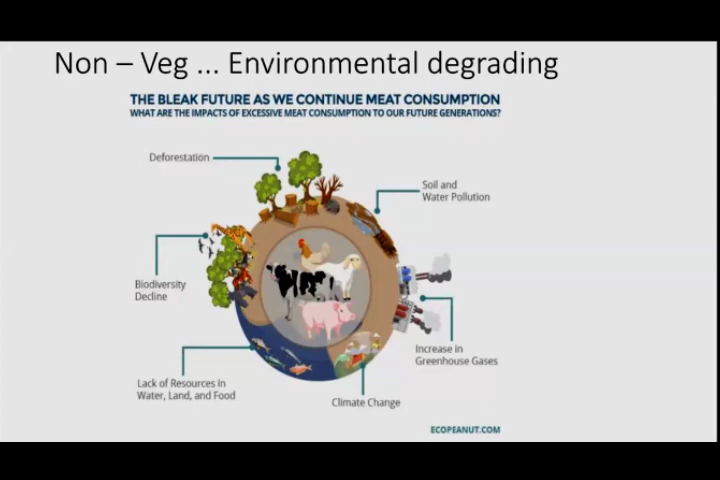 Non – Veg ... Environmental degrading
THE BLEAK FUTURE AS WE CONTINUE MEAT CONSUMPTION
WHAT ARE THE IMPACTS OF EXCESSIVE MEAT CONSUMPTION TO OUR FUTURE GENERATIONS?
Deforestation
Soil and
Water Pollution
Biodiversity
Decline
Increase in
Greenhouse Gases
Lack of Resources in
Water, Land, and Food
Climate Change
ECOPEANUT.COM